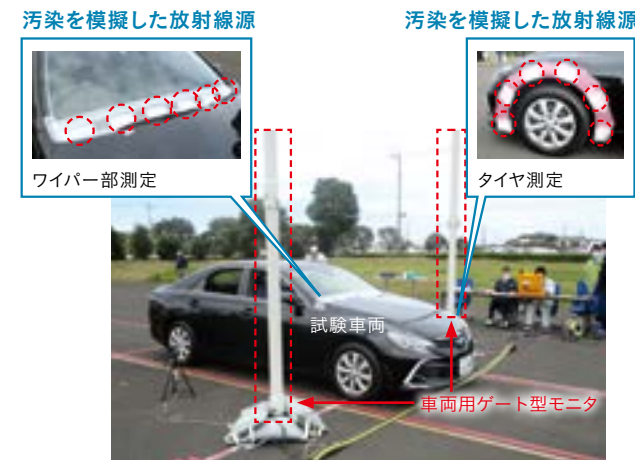 汚染を模擬した放射線源
汚染を模擬した放射線源
ワイパー部測定
タイヤ測定
試験車両
車両用ゲート型モニタ